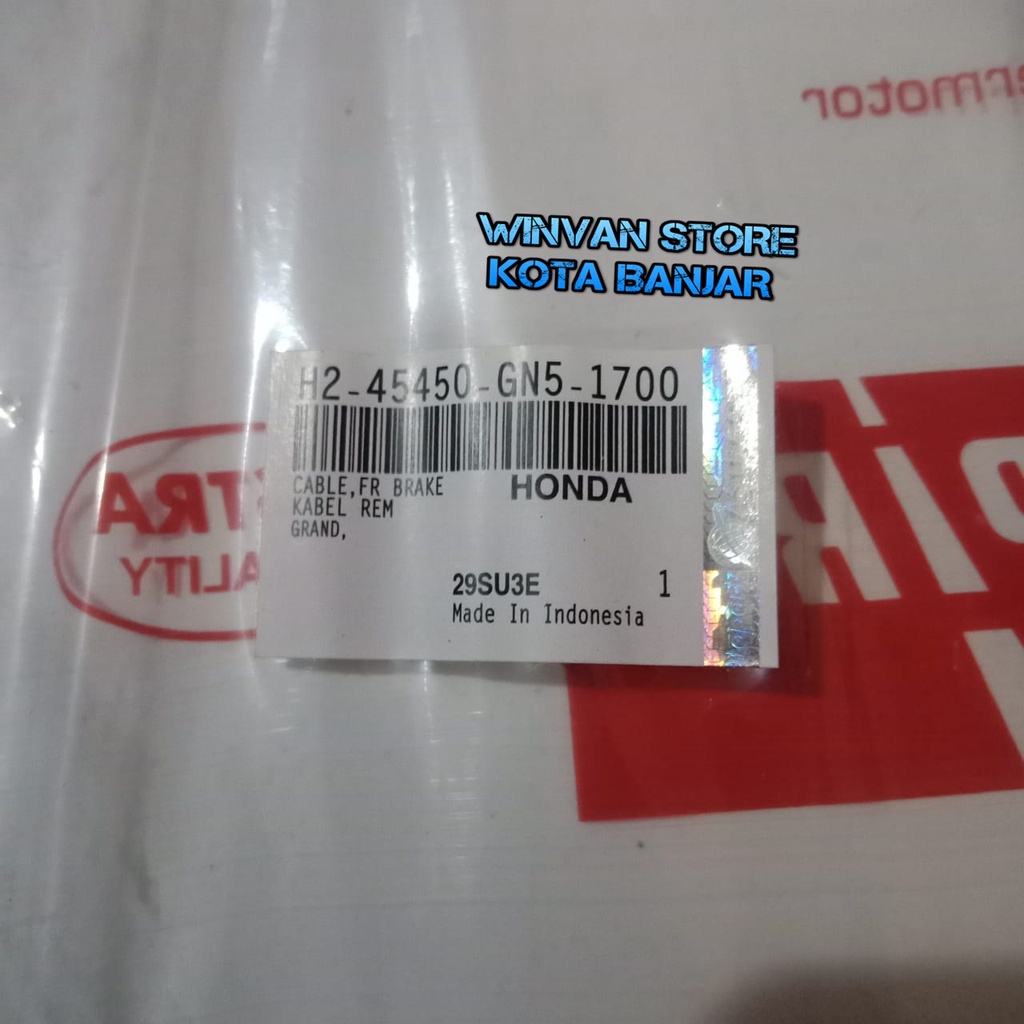 WINVAN STORE
KOTA BANJAR
H2-45450-GN5-1700
CABLE,FR BRAKE
HONDA
KABEL REM
GRAND,
29SU3E
1
Made In Indonesia